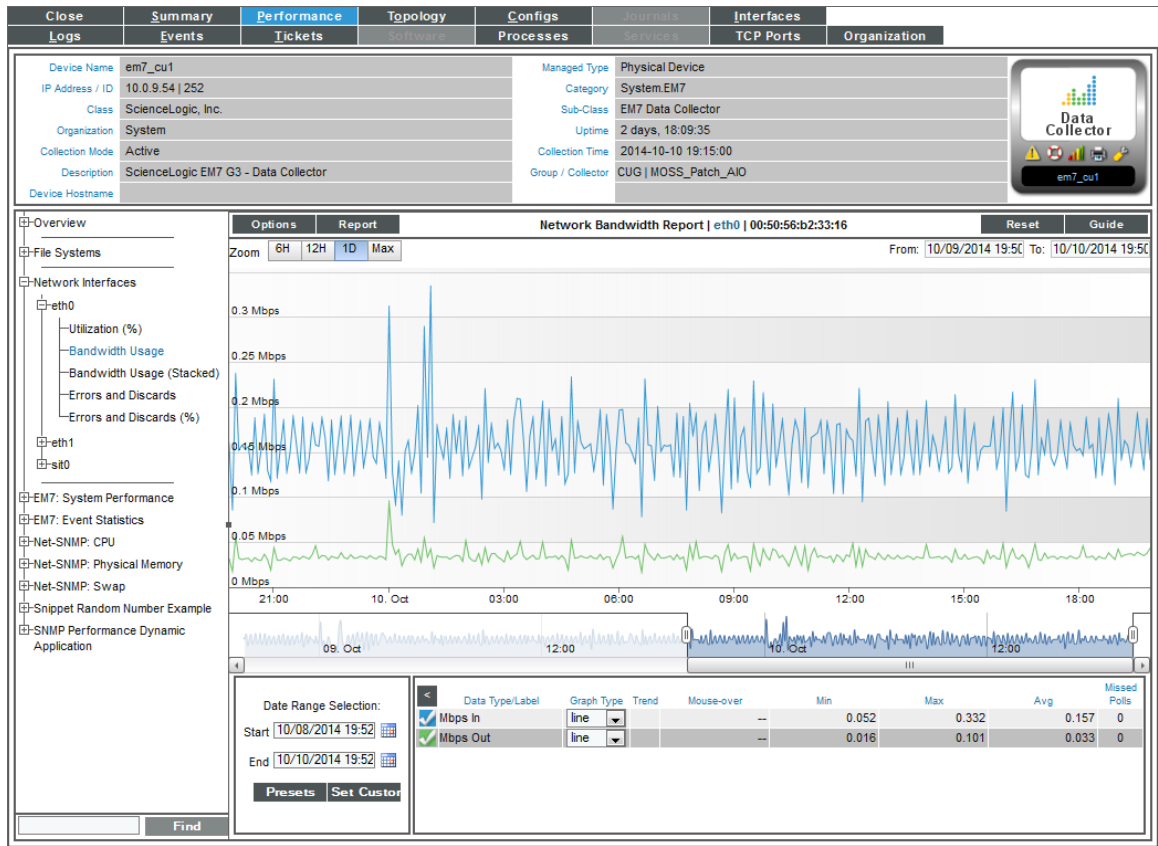 Close Summary Performance Topology Configs Journals Interfaces
Logs Events Tickets Software Processes Services TCP Ports Organization
Device Name em7_cu1 Managed Type Physical Device
IP Address / ID 10.0.9.54 | 252 Category System.EM7
Class ScienceLogic, Inc. Sub-Class EM7 Data Collector
Organization System Uptime 2 days, 18:09:35
Collection Mode Active Collection Time 2014-10-10 19:15:00
Description ScienceLogic EM7 G3 - Data Collector Group / Collector CUG | MOSS_Patch_AIO
Device Hostname
Data
Collector
em7_cu1
Overview
File Systems
Network Interfaces
eth0
Utilization (%)
Bandwidth Usage
Bandwidth Usage (Stacked)
Errors and Discards
Errors and Discards (%)
eth1
sit0
EM7: System Performance
EM7: Event Statistics
Net-SNMP: CPU
Net-SNMP: Physical Memory
Net-SNMP: Swap
Snippet Random Number Example
SNMP Performance Dynamic
Application
Find
Options Report Network Bandwidth Report | eth0 | 00:50:56:b2:33:16 Reset Guide
Zoom 6H 12H 1D Max From: 10/09/2014 19:50 To: 10/10/2014 19:50
0.3 Mbps
0.25 Mbps
0.2 Mbps
0.15 Mbps
0.1 Mbps
0.05 Mbps
0 Mbps
21:00 10. Oct 03:00 06:00 09:00 12:00 15:00 18:00
09. Oct 12:00 10. Oct 12:00
Date Range Selection:
Start 10/08/2014 19:52
End 10/10/2014 19:52
Presets Set Custor
< Data Type/Label Graph Type Trend Mouse-over Min Max Avg Missed Polls
Mbps In line -- 0.052 0.332 0.157 0
Mbps Out line -- 0.016 0.101 0.033 0